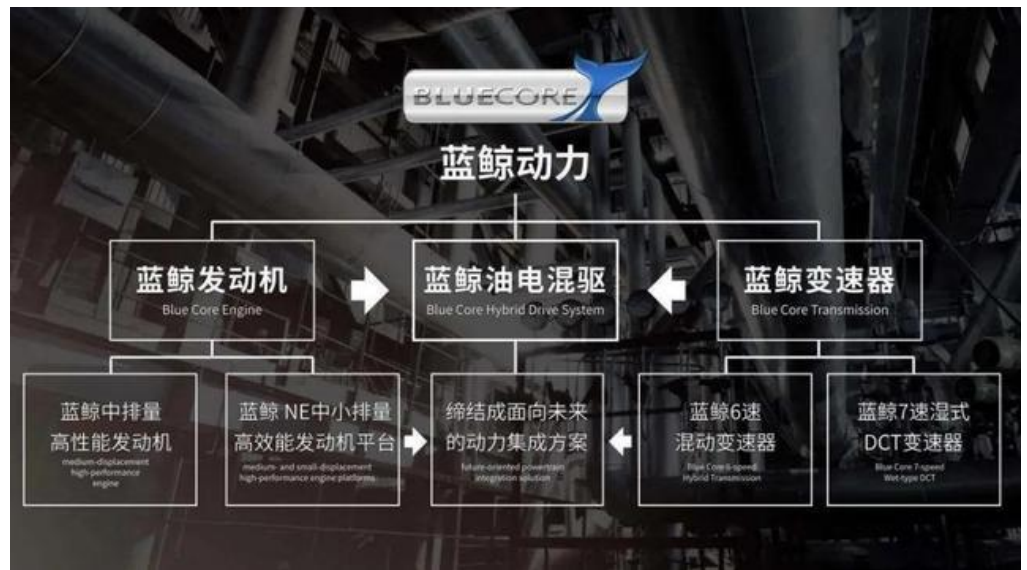 BLUECORE
蓝鲸动力
蓝鲸发动机
Blue Core Engine
蓝鲸油电混驱
Blue Core Hybrid Drive System
蓝鲸变速器
Blue Core Transmission
蓝鲸中排量
高性能发动机
medium-displacement
high-performance
engine
蓝鲸 NE中小排量
高效能发动机平台
medium- and small-displacement
high-performance engine platforms
缔结成面向未来
的动力集成方案
future-oriented powertrain
integration solution
蓝鲸6速
混动变速器
Blue Core 6-speed
Hybrid Transmission
蓝鲸7速湿式
DCT变速器
Blue Core 7-speed
Wet-type DCT